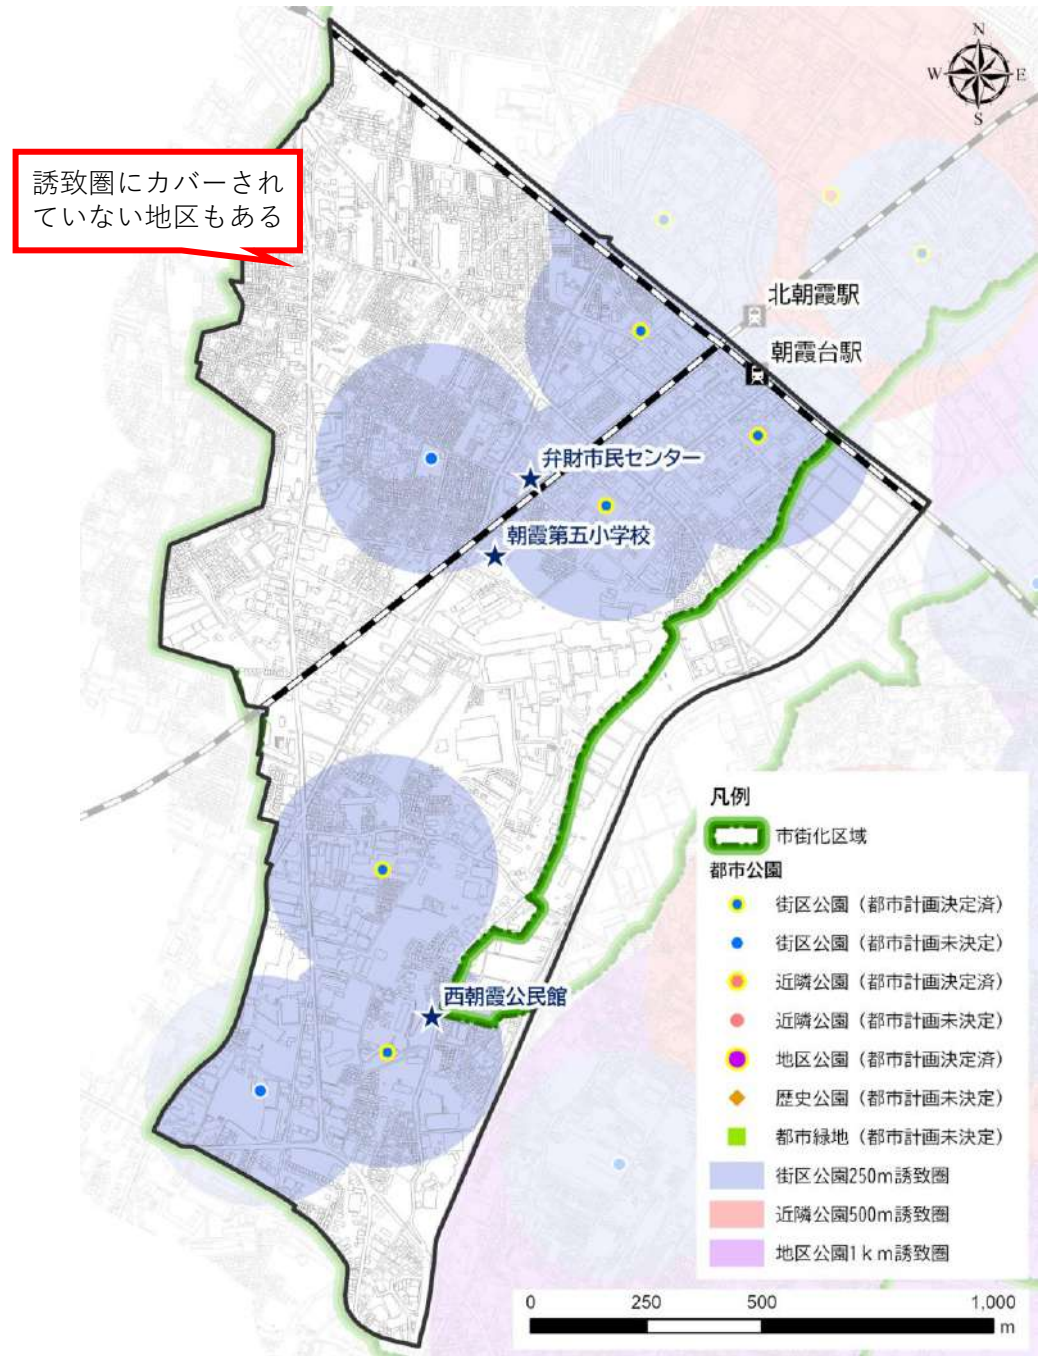 N
W E
S
誘致圏にカバーされ
ていない地区もある
北朝霞駅
朝霞台駅
弁財市民センター
朝霞第五小学校
西朝霞公民館
凡例
市街化区域
都市公園
街区公園（都市計画決定済）
街区公園（都市計画未決定）
近隣公園（都市計画決定済）
近隣公園（都市計画未決定）
地区公園（都市計画決定済）
歴史公園（都市計画未決定）
都市緑地（都市計画未決定）
街区公園250m誘致圏
近隣公園500m誘致圏
地区公園1ｋm誘致圏
0 250 500 1,000
m